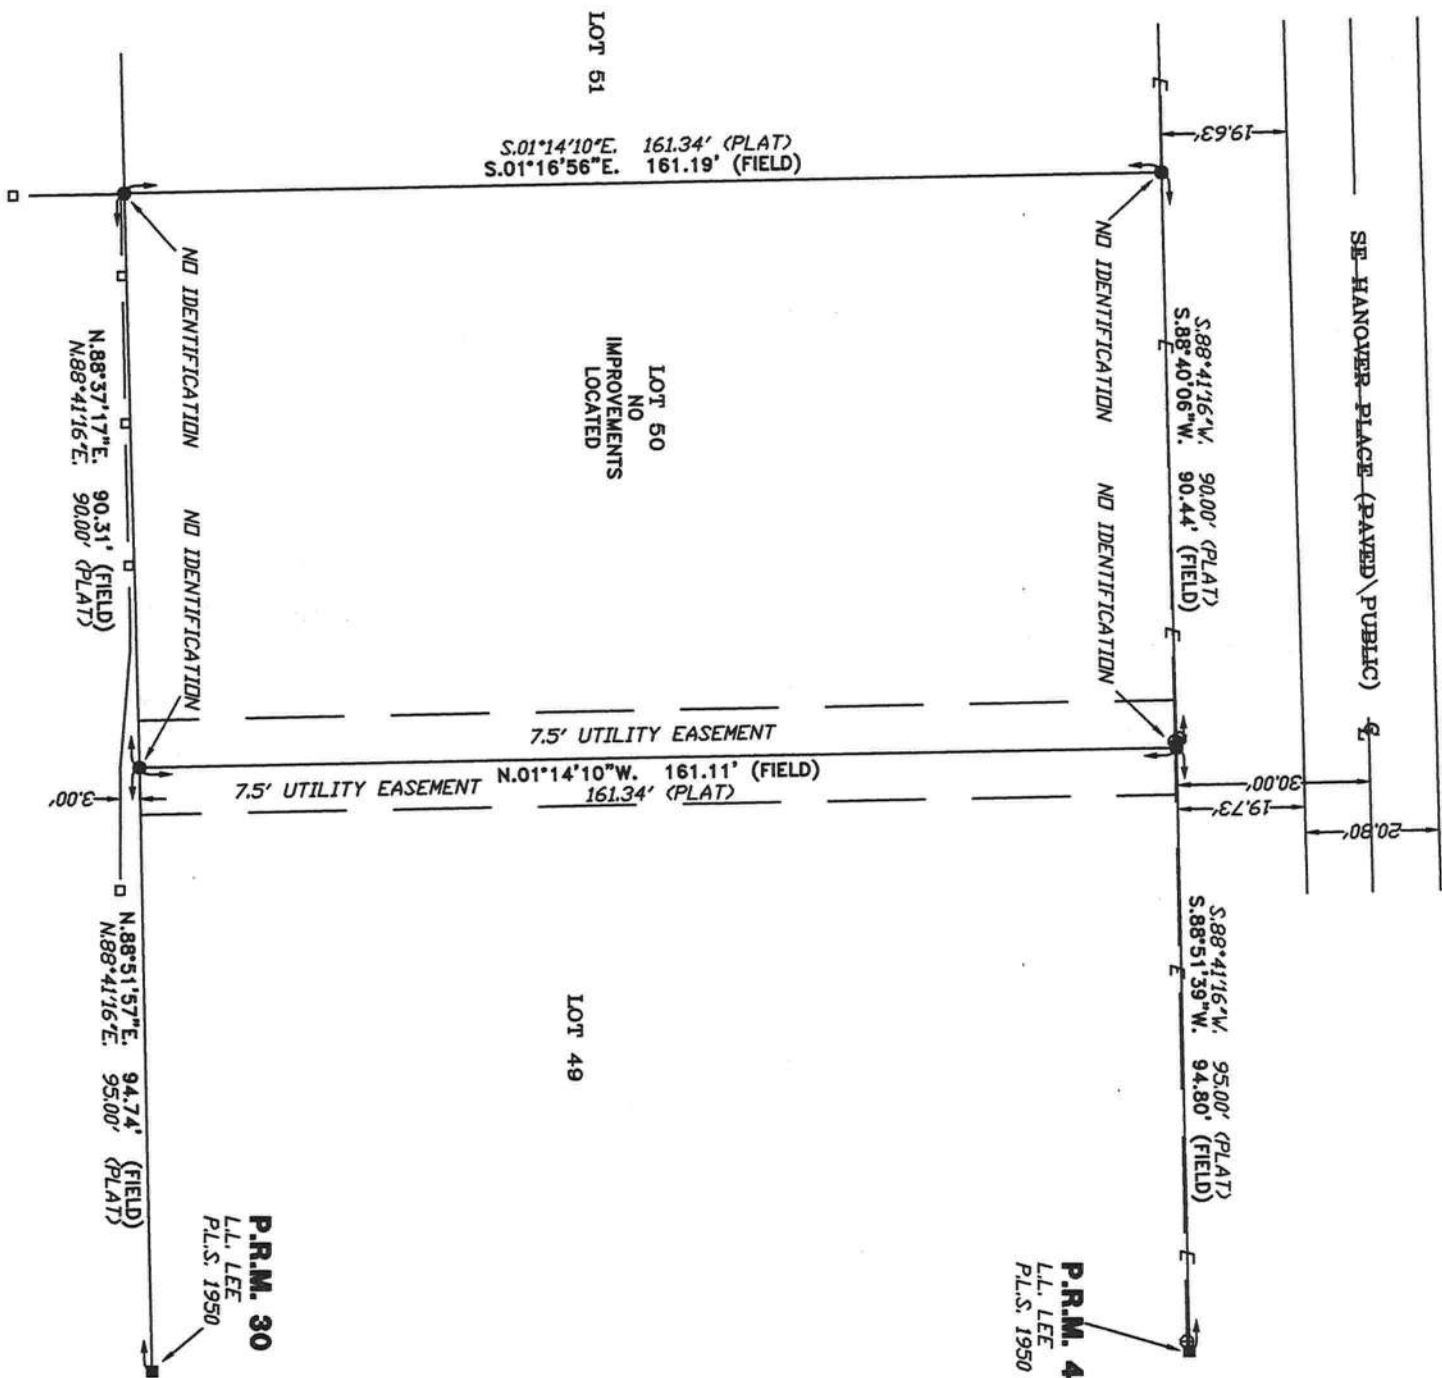 SE HANOVER PLACE (PAVED\PUBLIC)
19.63'
30.00'
19.73'
20.80'
S.88°41'16"W. 90.00' (PLAT)
S.88°40'06"W. 90.44' (FIELD)
S.88°41'16"W. 95.00' (PLAT)
S.88°51'39"W. 94.80' (FIELD)
NO IDENTIFICATION
NO IDENTIFICATION
P.R.M. 4
L.L. LEE
P.L.S. 1950
LOT 51
S.01°14'10"E. 161.34' (PLAT)
S.01°16'56"E. 161.19' (FIELD)
LOT 50
NO
IMPROVEMENTS
LOCATED
7.5' UTILITY EASEMENT
N.01°14'10"W. 161.11' (FIELD)
161.34' (PLAT)
7.5' UTILITY EASEMENT
LOT 49
NO IDENTIFICATION
NO IDENTIFICATION
P.R.M. 30
L.L. LEE
P.L.S. 1950
N.88°37'17"E. 90.31' (FIELD)
N.88°41'16"E. 90.00' (PLAT)
3.00'
N.88°51'57"E. 94.74' (FIELD)
N.88°41'16"E. 95.00' (PLAT)